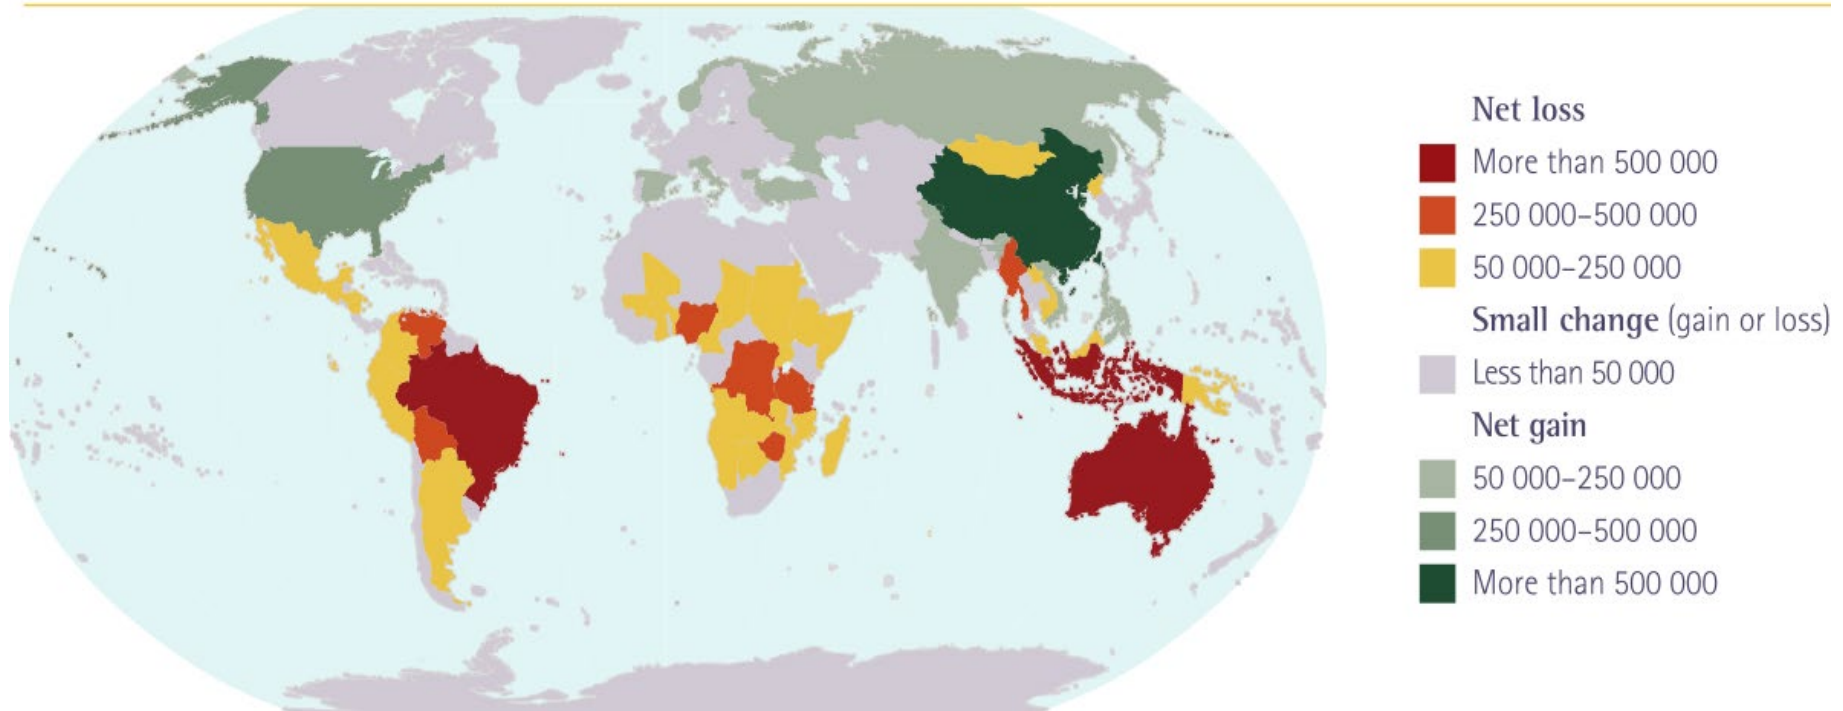 Net loss
More than 500 000
250 000–500 000
50 000–250 000
Small change (gain or loss)
Less than 50 000
Net gain
50 000–250 000
250 000–500 000
More than 500 000